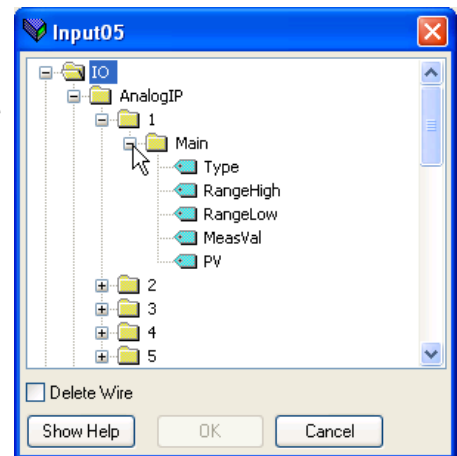 Input05
IO
AnalogIP
1
Main
Type
RangeHigh
RangeLow
MeasVal
PV
2
3
4
5
Delete Wire
Show Help OK Cancel